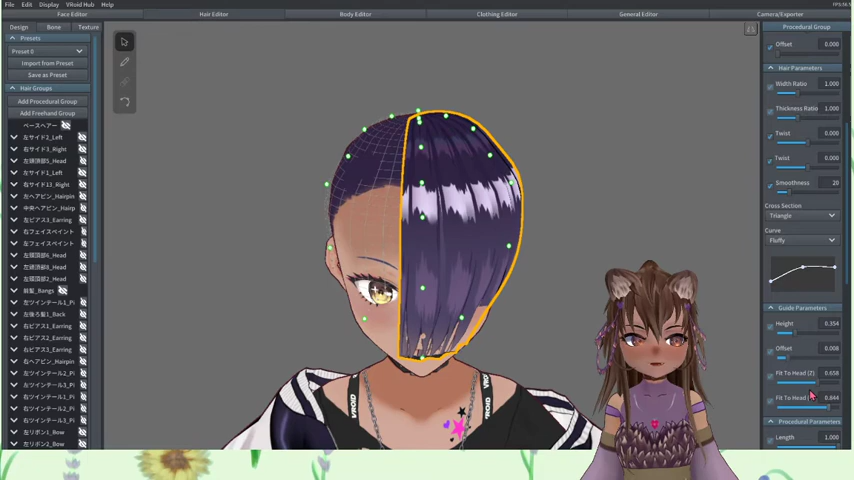 File Edit Display VRoid Hub Help
Face Editor Hair Editor Body Editor Clothing Editor General Editor Camera/Exporter
Design Bone Texture
Presets
Preset 0
Import from Preset
Save as Preset
Hair Groups
Add Procedural Group
Add Freehand Group
ベースヘアー
左サイド2_Left
右サイド3_Right
左頭頂部5_Head
左サイド1_Left
右サイド13_Right
左ヘアピン_Hairpin
中央ヘアピン_Hairp
左ピアス3_Earring
右フェイスペイント
左フェイスペイント
左頭頂部8_Head
左頭頂部2_Head
前髪_Bangs
左ツインテール1_Pi
左後ろ髪1_Back
右ピアス1_Earring
右ピアス2_Earring
右ピアス3_Earring
右ヘアピン_Hairpin
左ツインテール2_Pi
左ツインテール3_Pi
右ツインテール1_Pi
右ツインテール2_Pi
右ツインテール3_Pi
左リボン1_Bow
左リボン2_Bow
Procedural Group
Offset 0.000
Hair Parameters
Width Ratio 1.000
Thickness Ratio 1.000
Twist 0.000
Twist 0.000
Smoothness 20
Cross Section
Triangle
Curve
Fluffy
Guide Parameters
Height 0.354
Offset 0.008
Fit To Head (Z) 0.658
Fit To Head 0.844
Procedural Parameters
Length 1.000
VROID
VROID